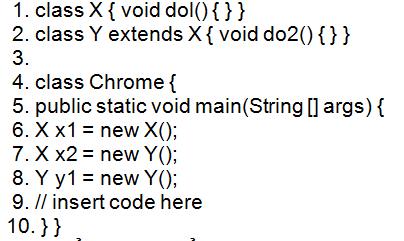 1. class X { void dol() { } }
2. class Y extends X { void do2() { } }
3.
4. class Chrome {
5. public static void main(String [] args) {
6. X x1 = new X();
7. X x2 = new Y();
8. Y y1 = new Y();
9. // insert code here
10. } }